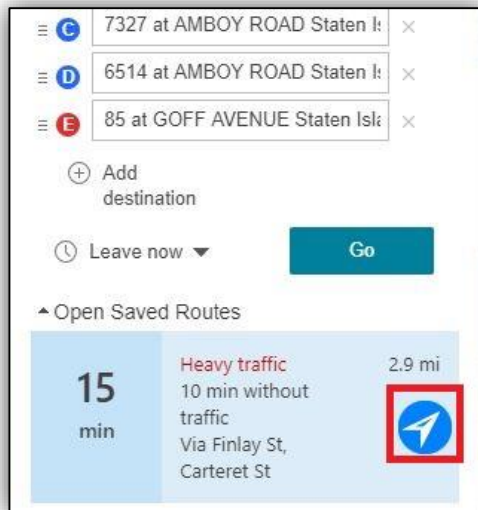 C 7327 at AMBOY ROAD Staten Is
D 6514 at AMBOY ROAD Staten Is
E 85 at GOFF AVENUE Staten Isla
Add
destination
Leave now Go
Open Saved Routes
15
min
Heavy traffic 2.9 mi
10 min without
traffic
Via Finlay St,
Carteret St